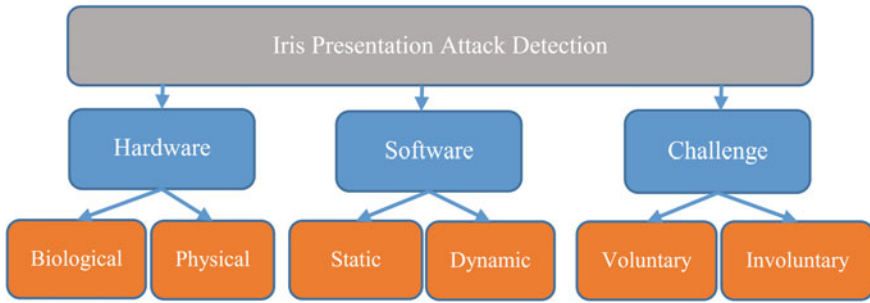 Iris Presentation Attack Detection
Hardware
Software
Challenge
Biological
Physical
Static
Dynamic
Voluntary
Involuntary